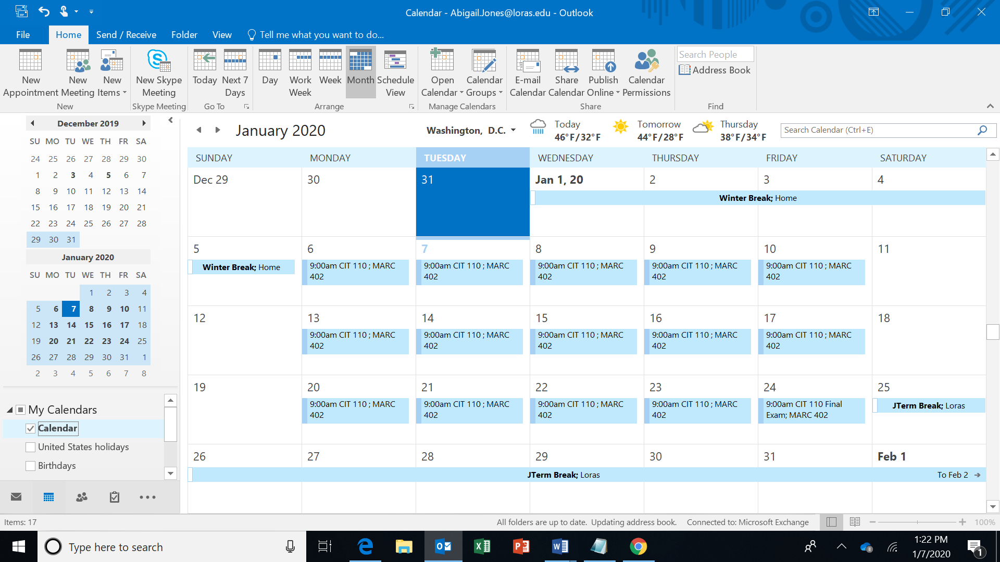 Calendar - Abigail.Jones@loras.edu - Outlook
File Home Send / Receive Folder View Tell me what you want to do...
New Appointment New Meeting New Items New Skype Meeting Today Next 7 Days Day Work Week Week Month Schedule View Open Calendar Calendar Groups E-mail Calendar Share Calendar Publish Online Calendar Permissions Search People
Address Book
New Skype Meeting Go To Arrange Manage Calendars Share Find
December 2019
SU MO TU WE TH FR SA
24 25 26 27 28 29 30
1 2 3 4 5 6 7
8 9 10 11 12 13 14
15 16 17 18 19 20 21
22 23 24 25 26 27 28
29 30 31
January 2020
SU MO TU WE TH FR SA
1 2 3 4
5 6 7 8 9 10 11
12 13 14 15 16 17 18
19 20 21 22 23 24 25
26 27 28 29 30 31 1
2 3 4 5 6 7 8
My Calendars
Calendar
United States holidays
Birthdays
January 2020 Washington, D.C. Today Tomorrow Thursday Search Calendar (Ctrl+E)
46°F/32°F 44°F/28°F 38°F/34°F
SUNDAY MONDAY TUESDAY WEDNESDAY THURSDAY FRIDAY SATURDAY
Dec 29 30 31 Jan 1, 20 2 3 4
Winter Break; Home
5 6 7 8 9 10 11
Winter Break; Home 9:00am CIT 110 ; MARC 9:00am CIT 110 ; MARC 9:00am CIT 110 ; MARC 9:00am CIT 110 ; MARC 9:00am CIT 110 ; MARC
402 402 402 402 402
12 13 14 15 16 17 18
9:00am CIT 110 ; MARC 9:00am CIT 110 ; MARC 9:00am CIT 110 ; MARC 9:00am CIT 110 ; MARC 9:00am CIT 110 ; MARC
402 402 402 402 402
19 20 21 22 23 24 25
9:00am CIT 110 ; MARC 9:00am CIT 110 ; MARC 9:00am CIT 110 ; MARC 9:00am CIT 110 ; MARC 9:00am CIT 110 Final JTerm Break; Loras
402 402 402 402 Exam; MARC 402
26 27 28 29 30 31 Feb 1
JTerm Break; Loras To Feb 2
Items: 17 All folders are up to date. Updating address book. Connected to: Microsoft Exchange 100%
Type here to search
1:22 PM
1/7/2020
1